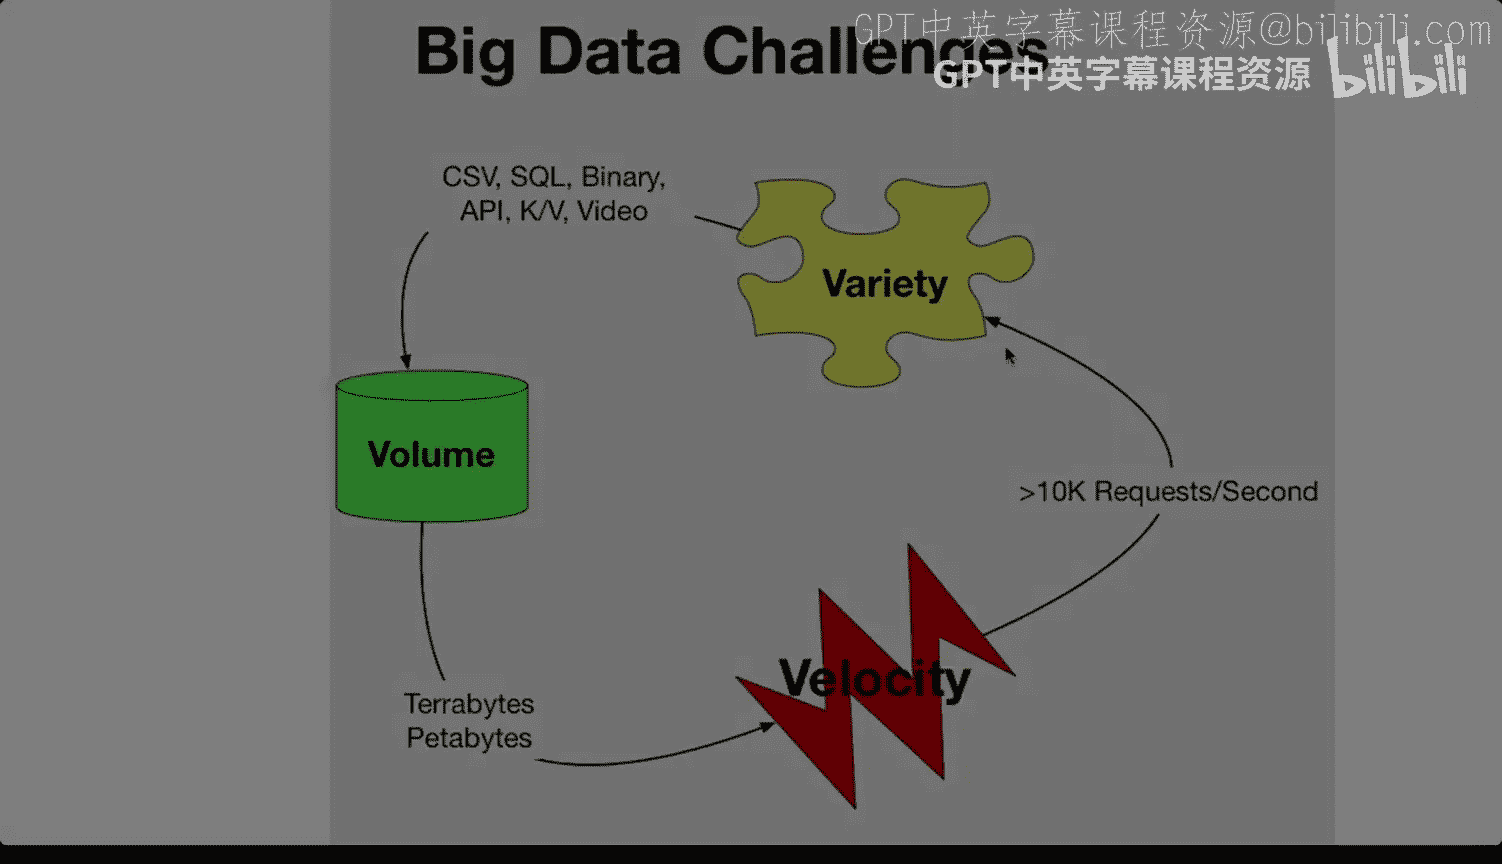 GPT中英字幕课程资源@bilibili.com
Big Data Challenges
GPT中英字幕课程资源 bilibili
CSV, SQL, Binary,
API, K/V, Video
Variety
Volume
>10K Requests/Second
Velocity
Terrabytes
Petabytes